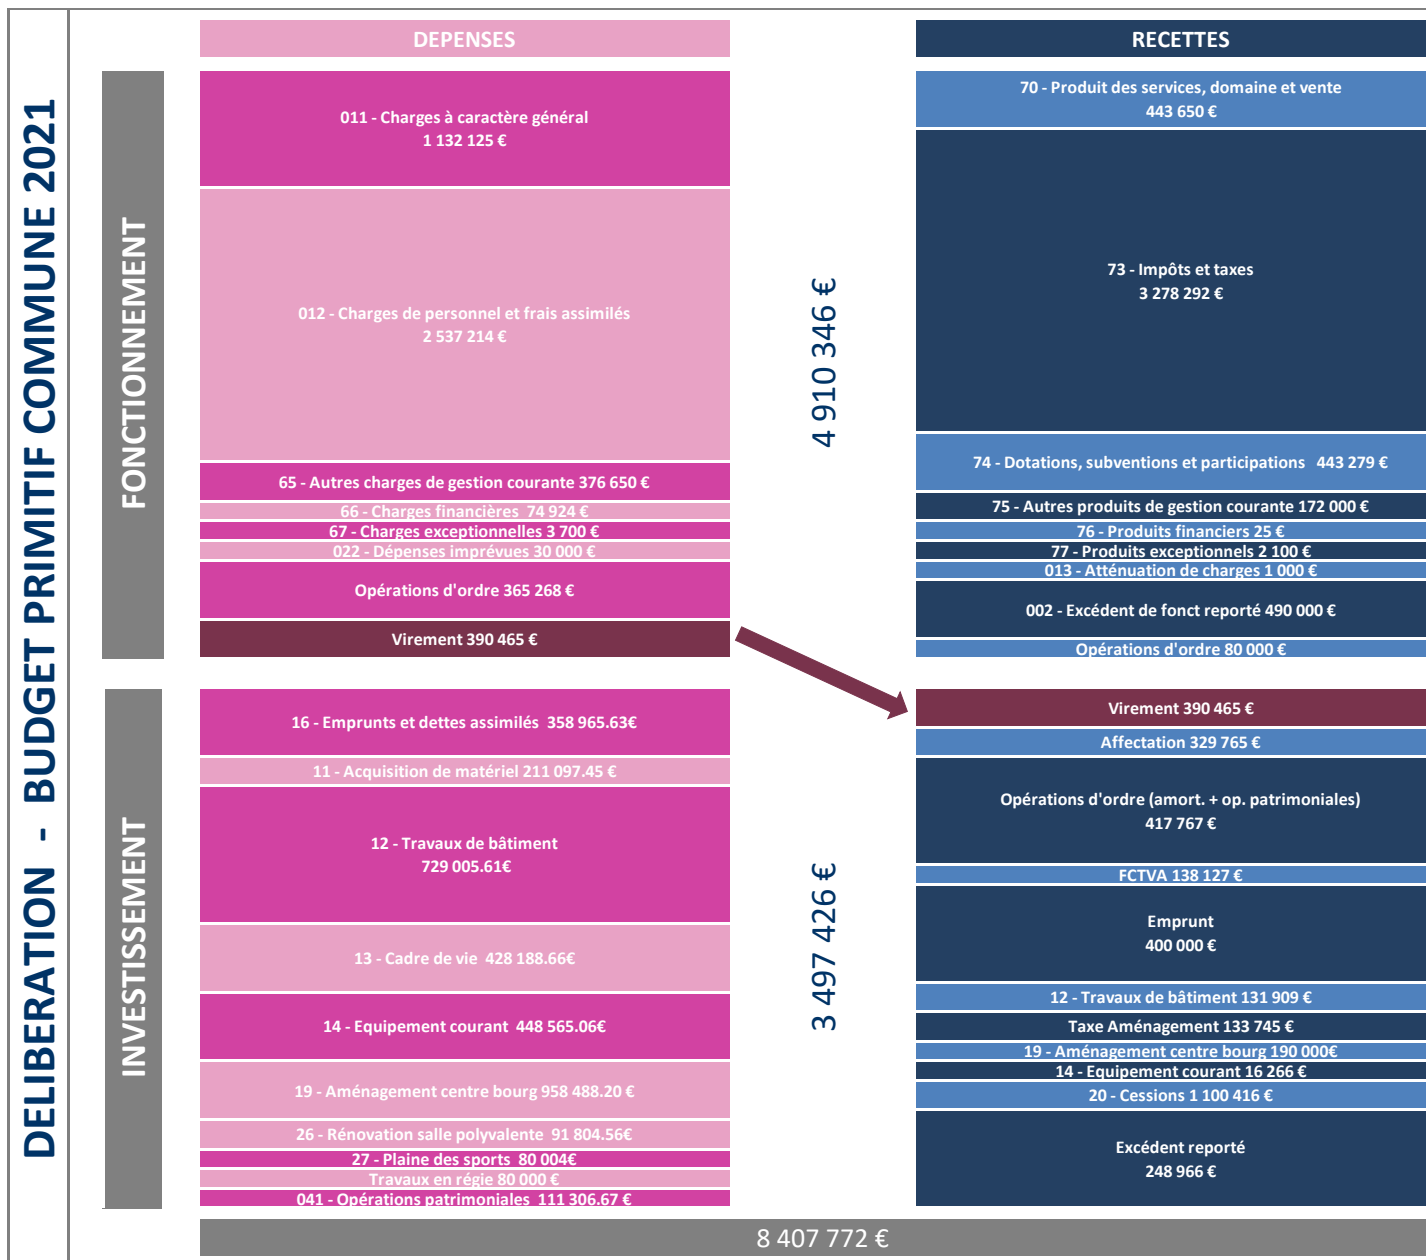 DELIBERATION - BUDGET PRIMITIF COMMUNE 2021
DEPENSES
RECETTES
FONCTIONNEMENT
011 - Charges à caractère général
1 132 125 €
012 - Charges de personnel et frais assimilés
2 537 214 €
65 - Autres charges de gestion courante 376 650 €
66 - Charges financières 74 924 €
67 - Charges exceptionnelles 3 700 €
022 - Dépenses imprévues 30 000 €
Opérations d'ordre 365 268 €
Virement 390 465 €
4 910 346 €
70 - Produit des services, domaine et vente
443 650 €
73 - Impôts et taxes
3 278 292 €
74 - Dotations, subventions et participations 443 279 €
75 - Autres produits de gestion courante 172 000 €
76 - Produits financiers 25 €
77 - Produits exceptionnels 2 100 €
013 - Atténuation de charges 1 000 €
002 - Excédent de fonct reporté 490 000 €
Opérations d'ordre 80 000 €
INVESTISSEMENT
16 - Emprunts et dettes assimilés 358 965.63€
11 - Acquisition de matériel 211 097.45 €
12 - Travaux de bâtiment
729 005.61€
13 - Cadre de vie 428 188.66€
14 - Equipement courant 448 565.06€
19 - Aménagement centre bourg 958 488.20 €
26 - Rénovation salle polyvalente 91 804.56€
27 - Plaine des sports 80 004€
Travaux en régie 80 000 €
041 - Opérations patrimoniales 111 306.67 €
3 497 426 €
Virement 390 465 €
Affectation 329 765 €
Opérations d'ordre (amort. + op. patrimoniales)
417 767 €
FCTVA 138 127 €
Emprunt
400 000 €
12 - Travaux de bâtiment 131 909 €
Taxe Aménagement 133 745 €
19 - Aménagement centre bourg 190 000€
14 - Equipement courant 16 266 €
20 - Cessions 1 100 416 €
Excédent reporté
248 966 €
8 407 772 €